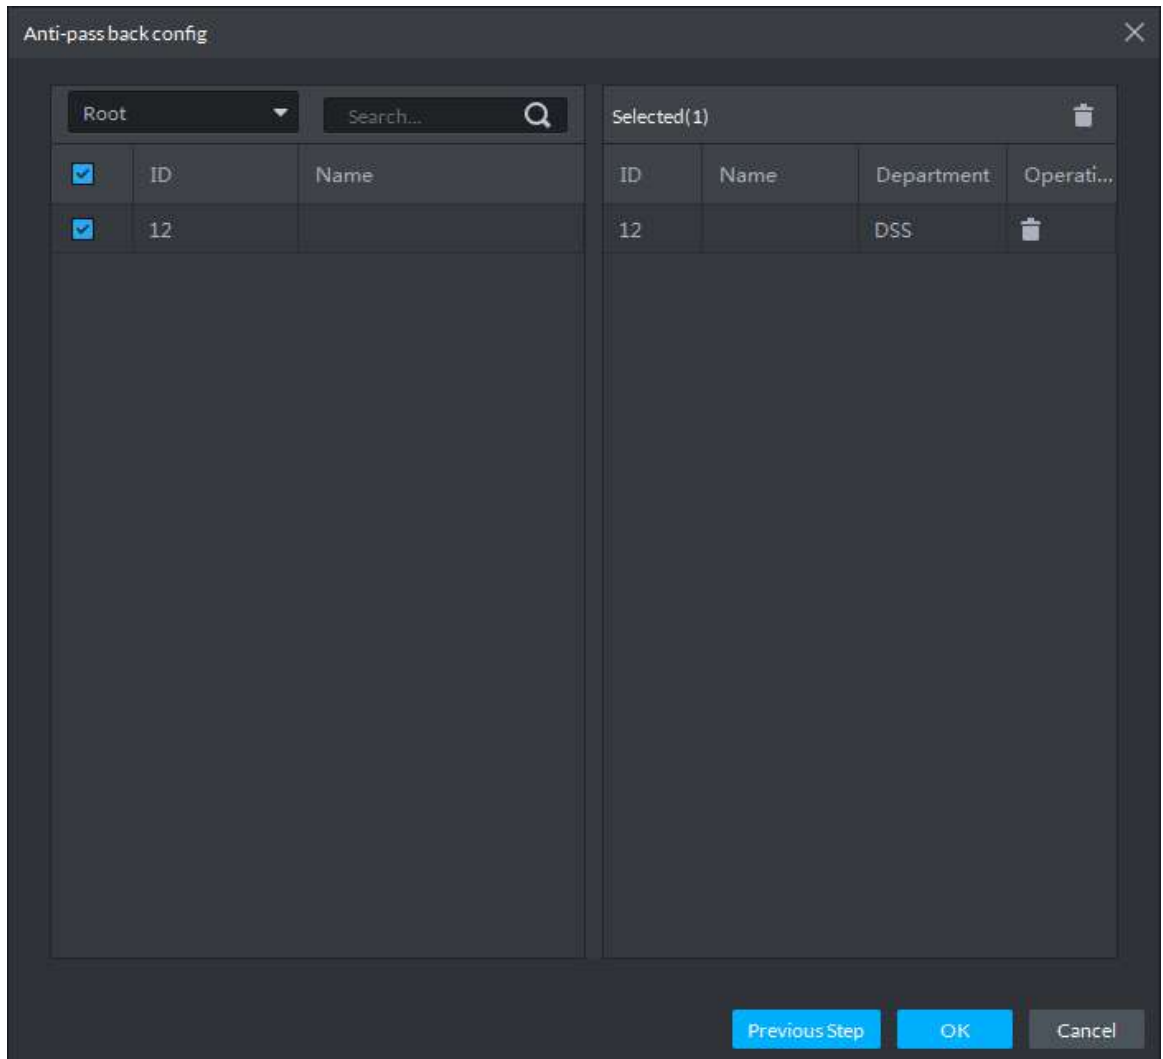 Anti-pass back config
Root
Search...
Selected(1)
ID Name
ID Name Department Operati...
12
12 DSS
Previous Step OK Cancel